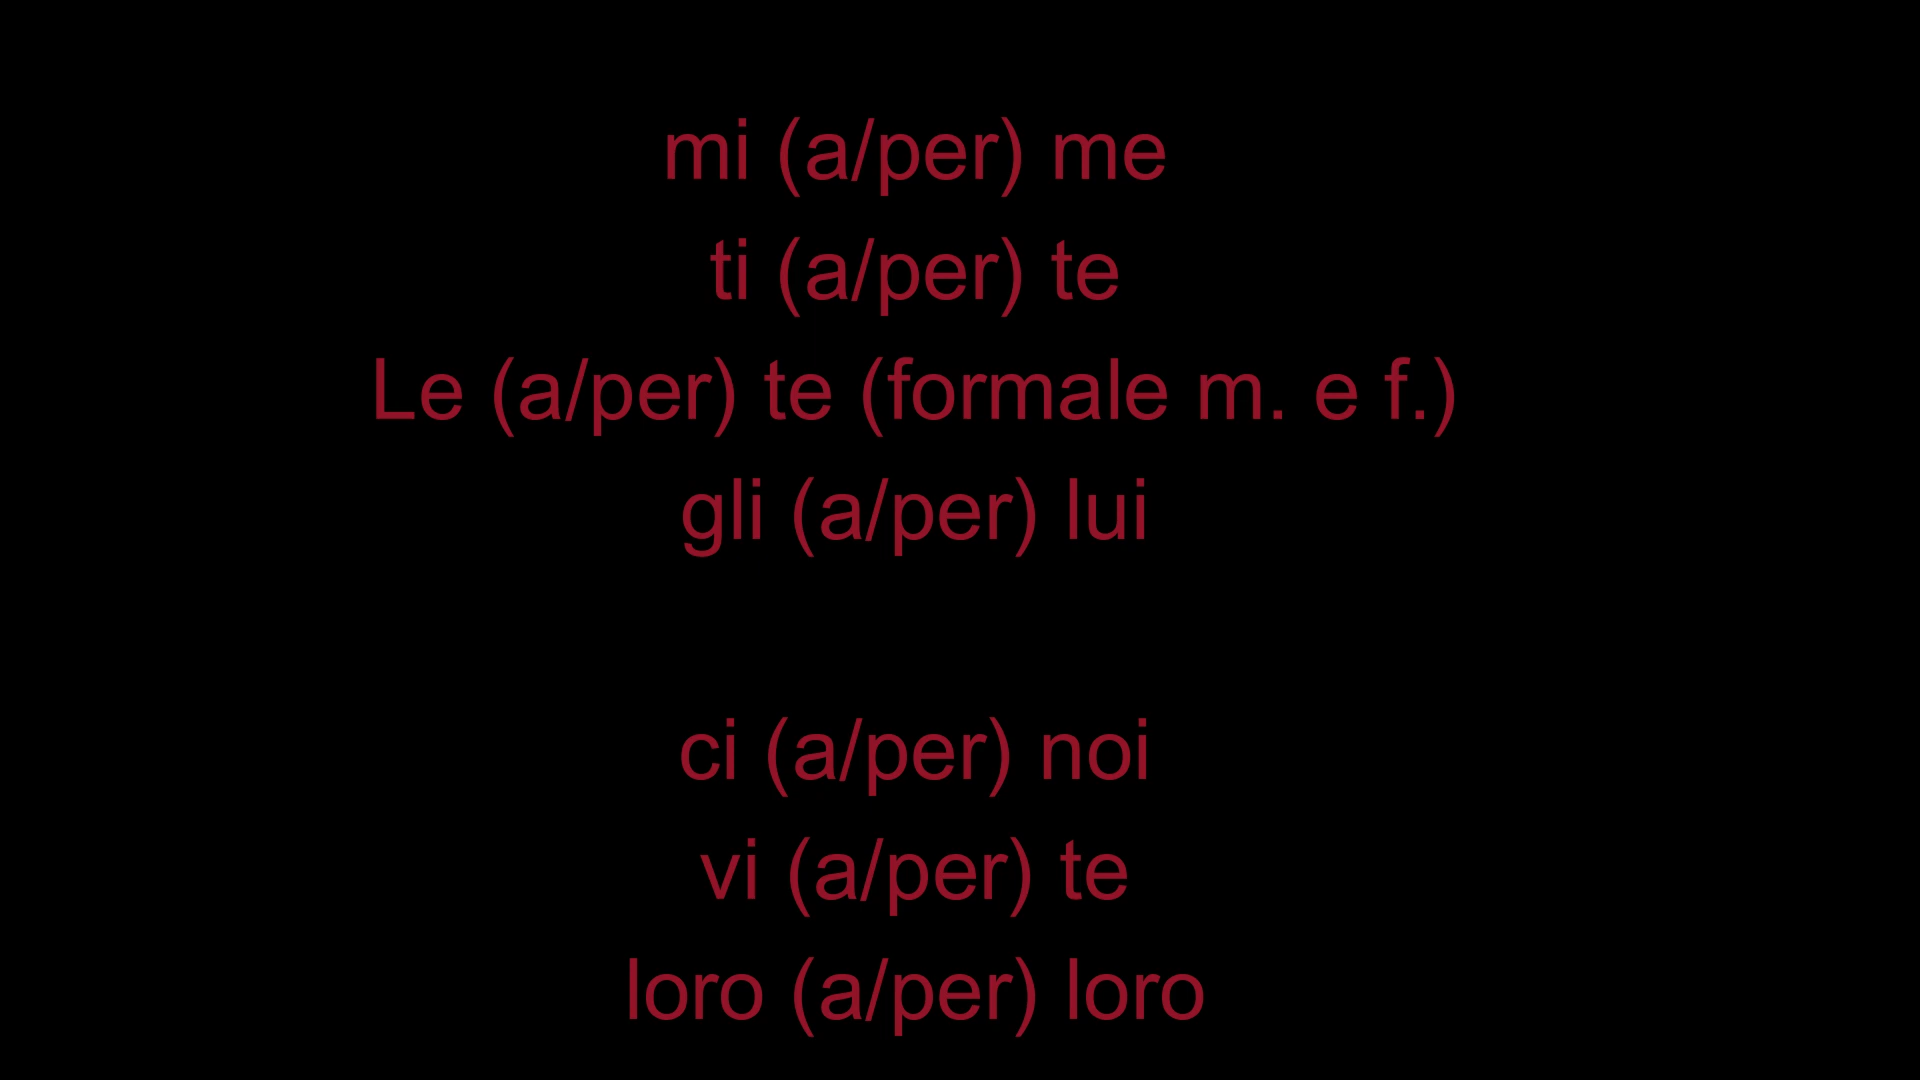 mi (a/per) me
ti (a/per) te
Le (a/per) te (formale m. e f.)
gli (a/per) lui
ci (a/per) noi
vi (a/per) te
loro (a/per) loro